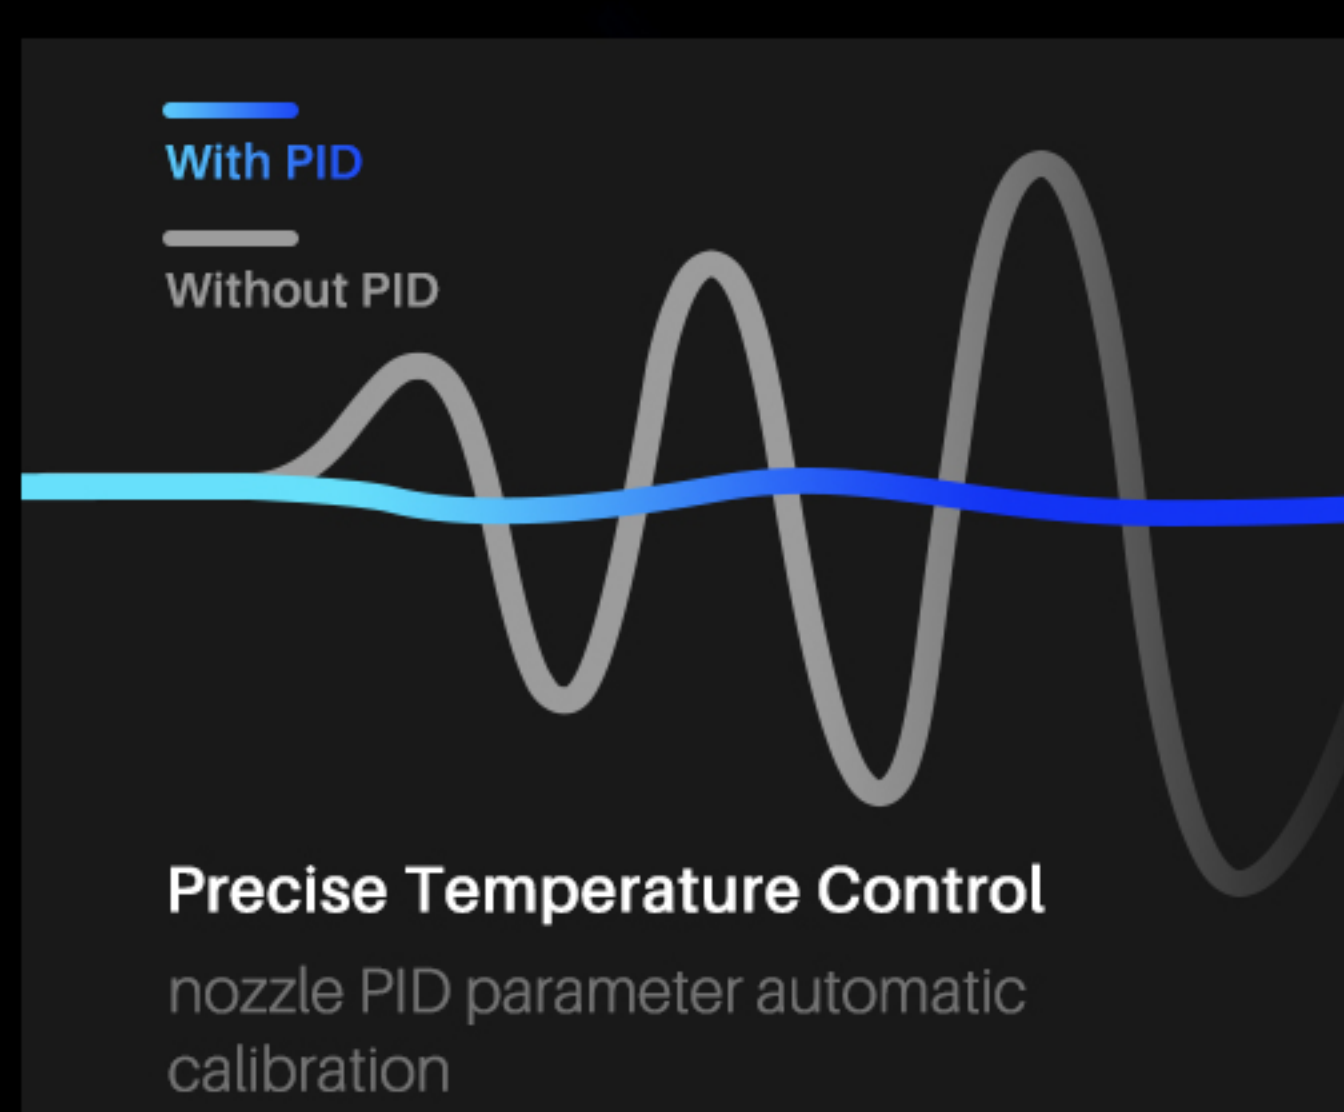 With PID
Without PID
Precise Temperature Control
nozzle PID parameter automatic
calibration